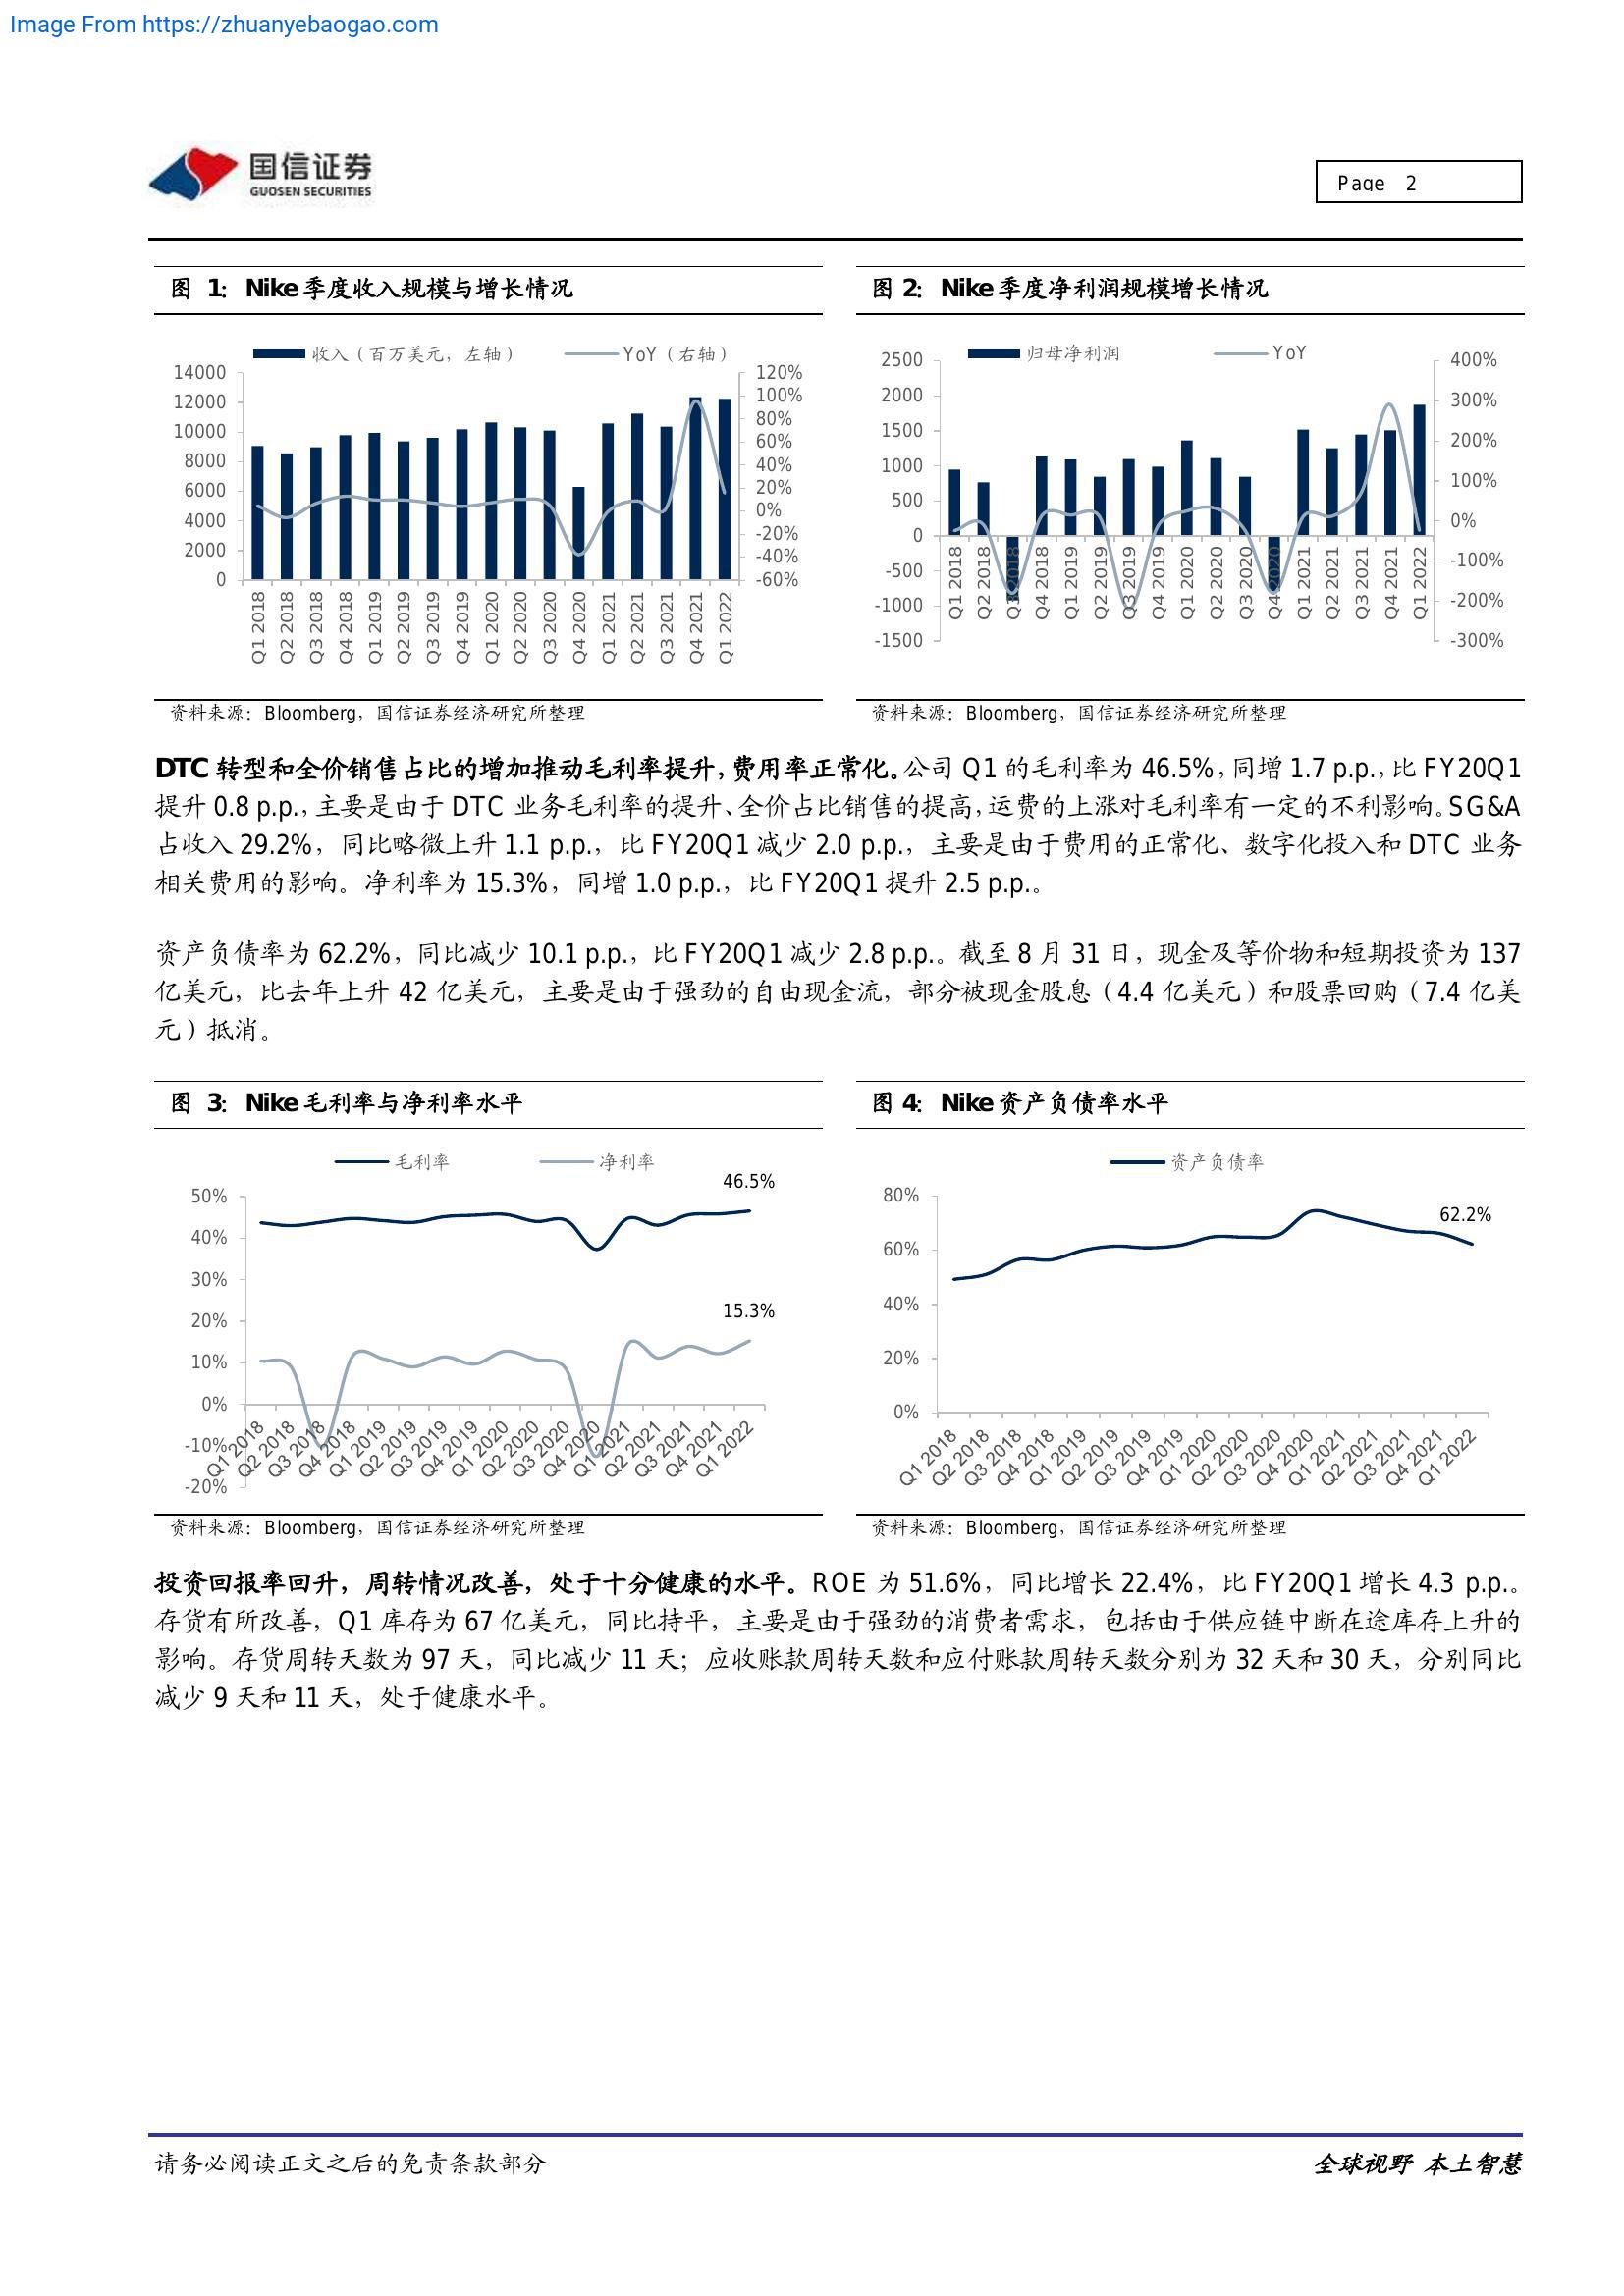 Image From https://zhuanyebaogao.com
国信证券
GUOSEN SECURITIES
Page 2
图 1：Nike季度收入规模与增长情况
收入（百万美元，左轴）
YoY（右轴）
14000
12000
10000
8000
6000
4000
2000
0
120%
100%
80%
60%
40%
20%
0%
-20%
-40%
-60%
Q1 2018
Q2 2018
Q3 2018
Q4 2018
Q1 2019
Q2 2019
Q3 2019
Q4 2019
Q1 2020
Q2 2020
Q3 2020
Q4 2020
Q1 2021
Q2 2021
Q3 2021
Q4 2021
Q1 2022
资料来源：Bloomberg，国信证券经济研究所整理
图 2：Nike季度净利润规模增长情况
归母净利润
YoY
2500
2000
1500
1000
500
0
-500
-1000
-1500
400%
300%
200%
100%
0%
-100%
-200%
-300%
Q1 2018
Q2 2018
Q3 2018
Q4 2018
Q1 2019
Q2 2019
Q3 2019
Q4 2019
Q1 2020
Q2 2020
Q3 2020
Q4 2020
Q1 2021
Q2 2021
Q3 2021
Q4 2021
Q1 2022
资料来源：Bloomberg，国信证券经济研究所整理
DTC 转型和全价销售占比的增加推动毛利率提升，费用率正常化。公司 Q1 的毛利率为 46.5%，同增 1.7 p.p.，比 FY20Q1
提升 0.8 p.p.，主要是由于 DTC 业务毛利率的提升、全价占比销售的提高，运费的上涨对毛利率有一定的不利影响。SG&A
占收入 29.2%，同比略微上升 1.1 p.p.，比 FY20Q1 减少 2.0 p.p.，主要是由于费用的正常化、数字化投入和 DTC 业务
相关费用的影响。净利率为 15.3%，同增 1.0 p.p.，比 FY20Q1 提升 2.5 p.p.。
资产负债率为 62.2%，同比减少 10.1 p.p.，比 FY20Q1 减少 2.8 p.p.。截至 8 月 31 日，现金及等价物和短期投资为 137
亿美元，比去年上升 42 亿美元，主要是由于强劲的自由现金流，部分被现金股息（4.4 亿美元）和股票回购（7.4 亿美
元）抵消。
图 3：Nike毛利率与净利率水平
毛利率
净利率
46.5%
15.3%
50%
40%
30%
20%
10%
0%
-10%
-20%
Q1 2018
Q2 2018
Q3 2018
Q4 2018
Q1 2019
Q2 2019
Q3 2019
Q4 2019
Q1 2020
Q2 2020
Q3 2020
Q4 2020
Q1 2021
Q2 2021
Q3 2021
Q4 2021
Q1 2022
资料来源：Bloomberg，国信证券经济研究所整理
图 4：Nike资产负债率水平
资产负债率
62.2%
80%
60%
40%
20%
0%
Q1 2018
Q2 2018
Q3 2018
Q4 2018
Q1 2019
Q2 2019
Q3 2019
Q4 2019
Q1 2020
Q2 2020
Q3 2020
Q4 2020
Q1 2021
Q2 2021
Q3 2021
Q4 2021
Q1 2022
资料来源：Bloomberg，国信证券经济研究所整理
投资回报率回升，周转情况改善，处于十分健康的水平。ROE 为 51.6%，同比增长 22.4%，比 FY20Q1 增长 4.3 p.p.。
存货有所改善，Q1 库存为 67 亿美元，同比持平，主要是由于强劲的消费者需求，包括由于供应链中断在途库存上升的
影响。存货周转天数为 97 天，同比减少 11 天；应收账款周转天数和应付账款周转天数分别为 32 天和 30 天，分别同比
减少 9 天和 11 天，处于健康水平。
请务必阅读正文之后的免责条款部分
全球视野 本土智慧